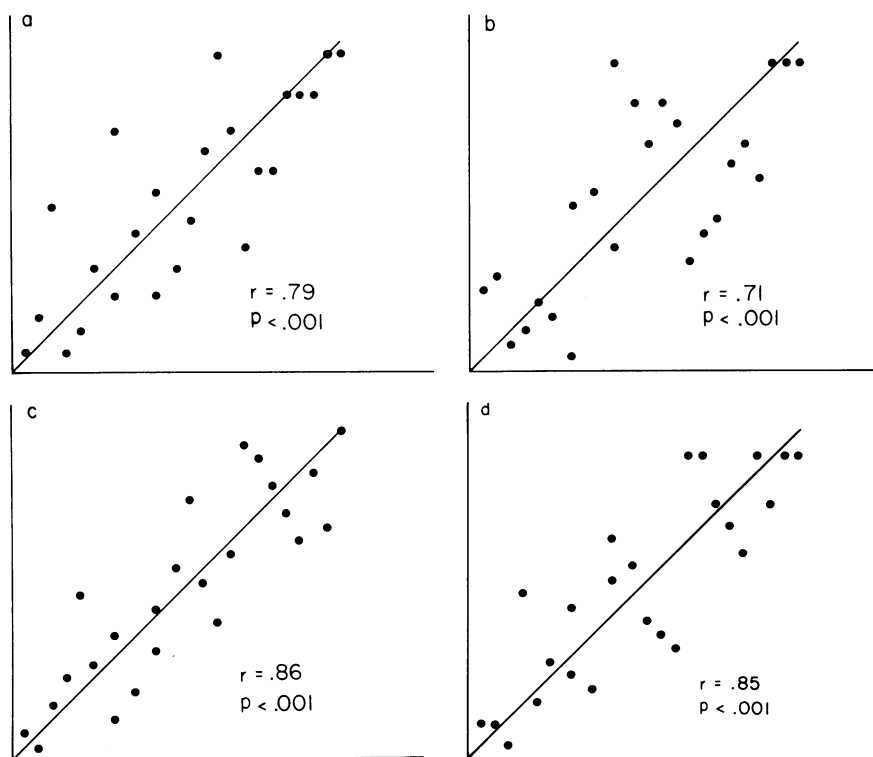 a
r = .79
p < .001
b
r = .71
p < .001
c
r = .86
p < .001
d
r = .85
p < .001